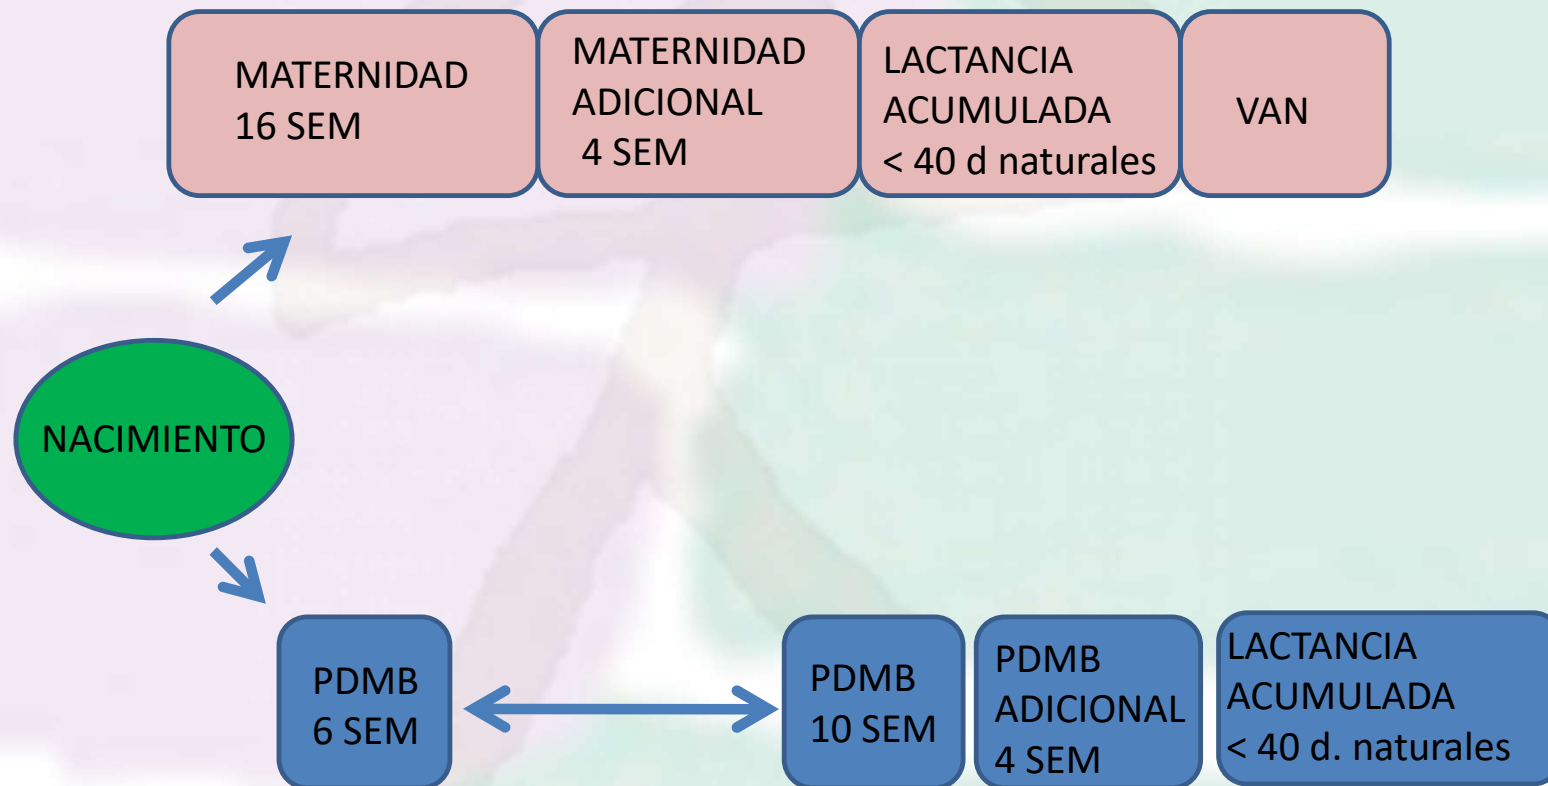 MATERNIDAD
16 SEM
MATERNIDAD
ADICIONAL
4 SEM
LACTANCIA
ACUMULADA
< 40 d naturales
VAN
NACIMIENTO
PDMB
6 SEM
PDMB
10 SEM
PDMB
ADICIONAL
4 SEM
LACTANCIA
ACUMULADA
< 40 d. naturales